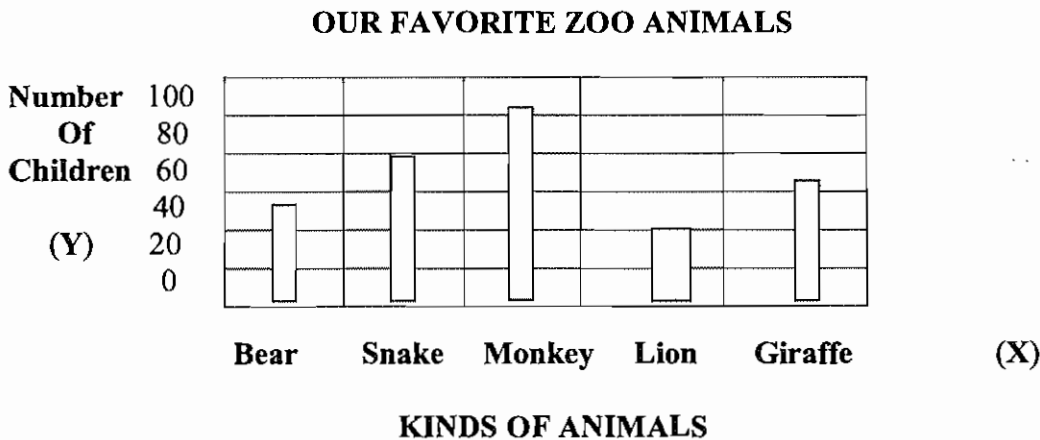 OUR FAVORITE ZOO ANIMALS
Number 100
Of 80
Children 60
40
(Y) 20
0
Bear Snake Monkey Lion Giraffe (X)
KINDS OF ANIMALS